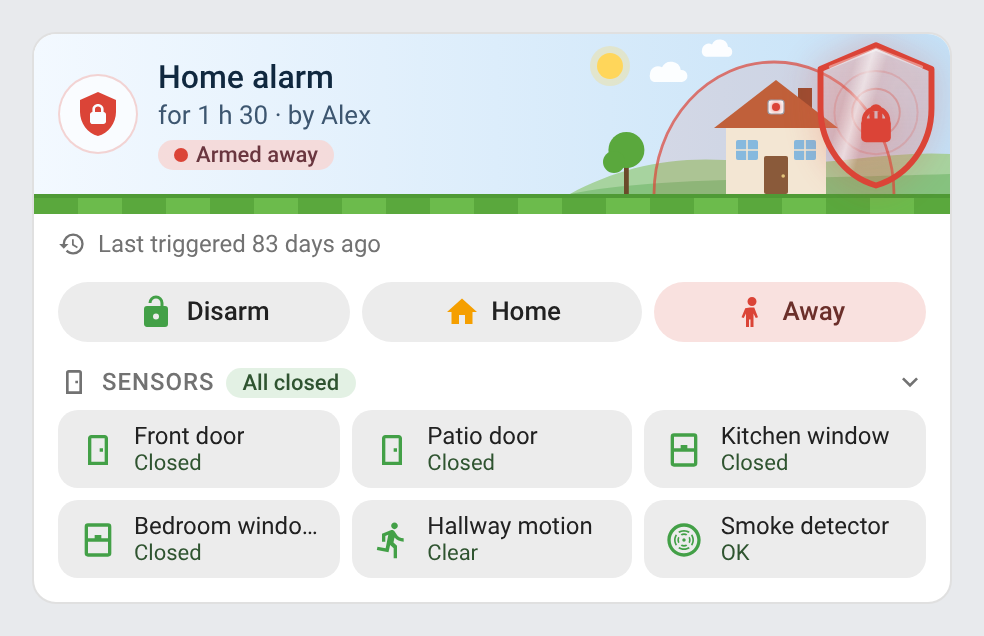 Home alarm
for 1 h 30 · by Alex
Armed away
Last triggered 83 days ago
Disarm
Home
Away
SENSORS
All closed
Front door
Closed
Patio door
Closed
Kitchen window
Closed
Bedroom windo...
Closed
Hallway motion
Clear
Smoke detector
OK